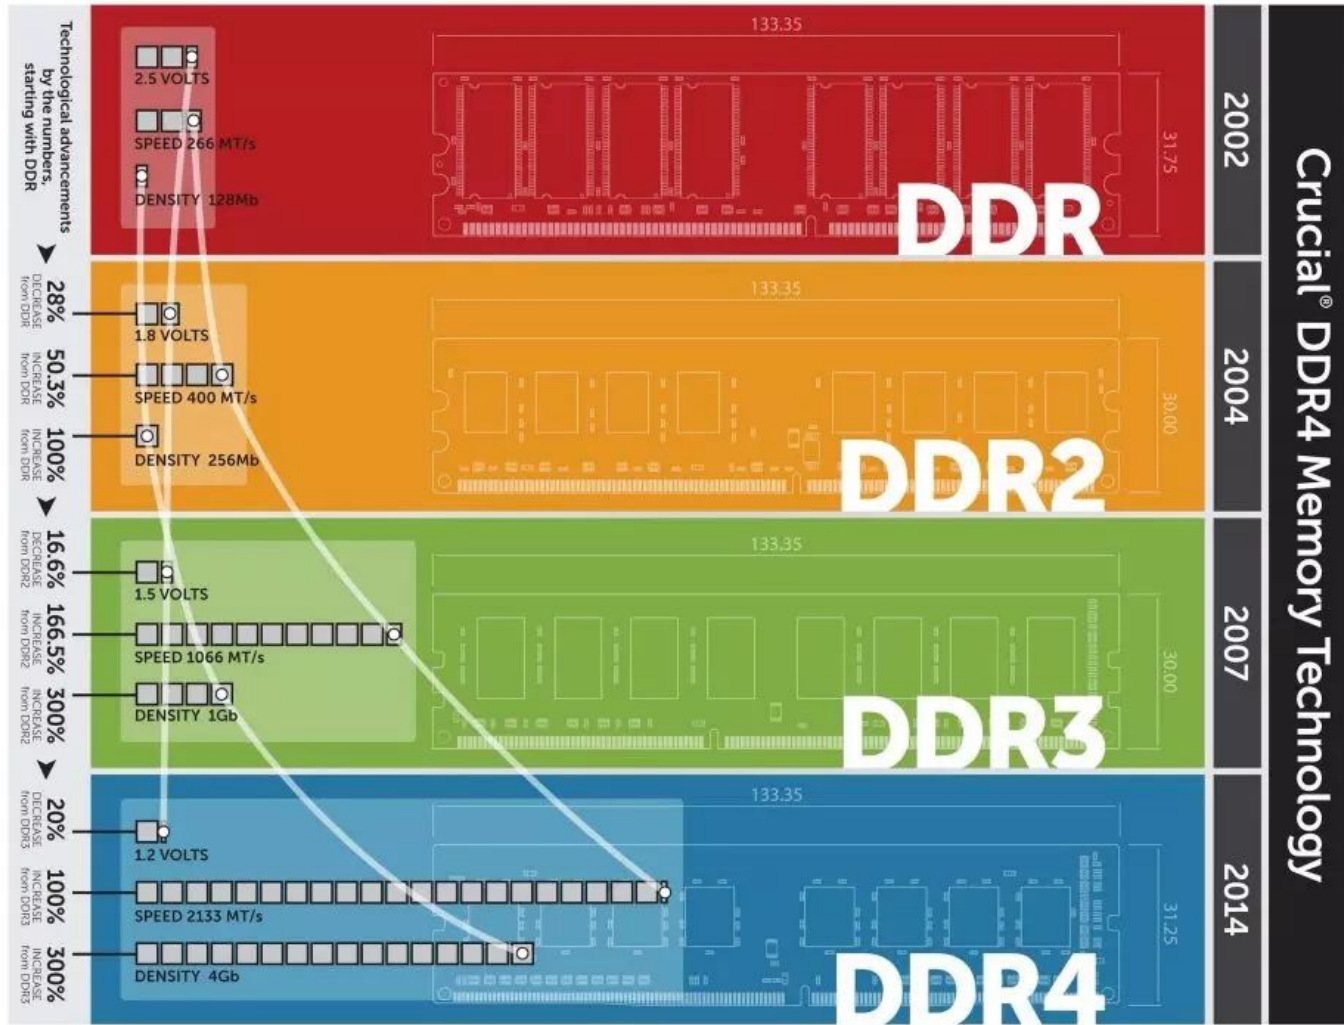 Crucial® DDR4 Memory Technology
Technological advancements
by the numbers,
starting with DDR
2002
DDR
133.35
31.75
2.5 VOLTS
SPEED 266 MT/s
DENSITY 128Mb
2004
DDR2
133.35
30.00
28%
DECREASE
from DDR
1.8 VOLTS
50.3%
INCREASE
from DDR
SPEED 400 MT/s
100%
INCREASE
from DDR
DENSITY 256Mb
2007
DDR3
133.35
30.00
16.6%
DECREASE
from DDR2
1.5 VOLTS
166.5%
INCREASE
from DDR2
SPEED 1066 MT/s
300%
INCREASE
from DDR2
DENSITY 1Gb
2014
DDR4
133.35
31.25
20%
DECREASE
from DDR3
1.2 VOLTS
100%
INCREASE
from DDR3
SPEED 2133 MT/s
300%
INCREASE
from DDR3
DENSITY 4Gb